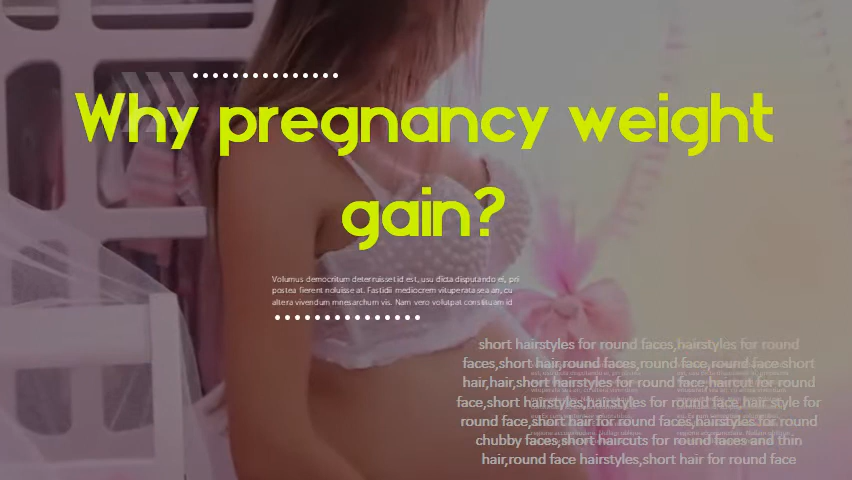 Why pregnancy weight
gain?
Volumus democritum deterruisset id est, usu dicta disputando ei, pri
postea fierent noluisse at. Fastidii mediocrem vituperata sea an, cu
altera vivendum mnesarchum vis. Nam vero volutpat constituam id
short hairstyles for round faces,hairstyles for round
faces,short hair,round faces,round face,round face short
hair,hair,short hairstyles for round face,haircut for round
face,short hairstyles,hairstyles for round face,hair style for
round face,short hair for round faces,hairstyles for round
chubby faces,short haircuts for round faces and thin
hair,round face hairstyles,short hair for round face